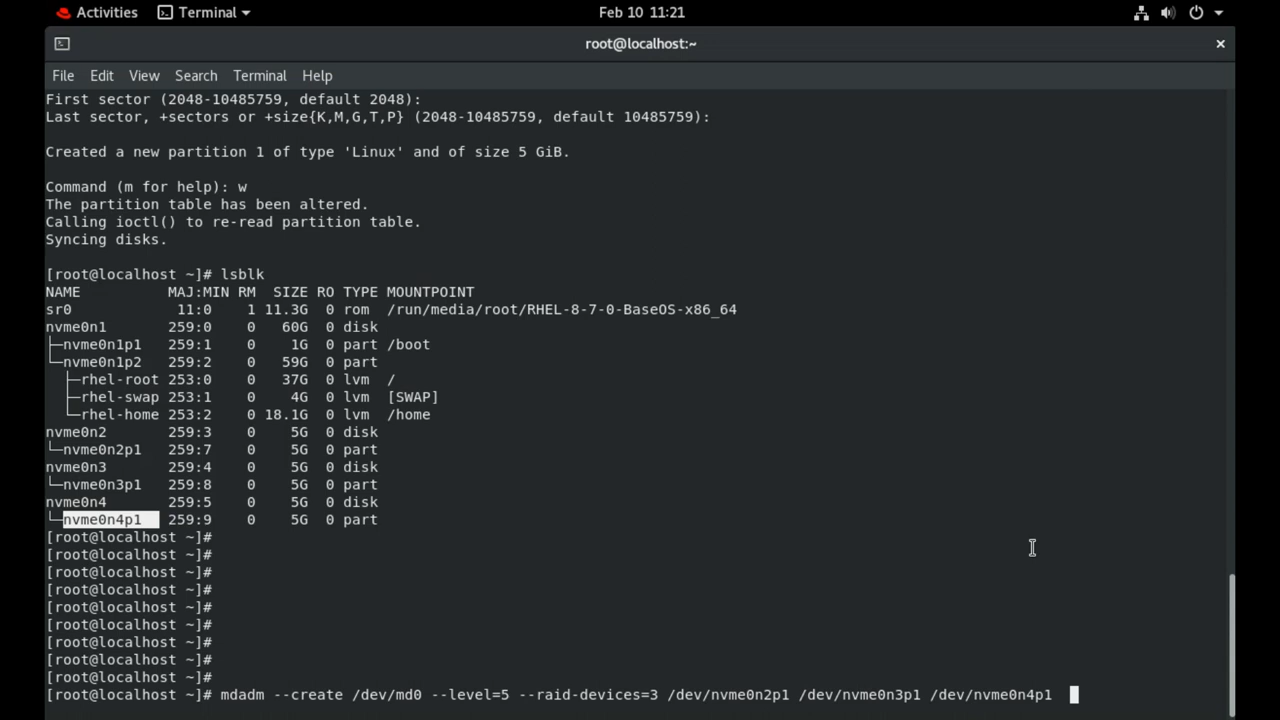 Activities Terminal Feb 10 11:21
root@localhost:~
File Edit View Search Terminal Help
First sector (2048-10485759, default 2048):
Last sector, +sectors or +size{K,M,G,T,P} (2048-10485759, default 10485759):
Created a new partition 1 of type 'Linux' and of size 5 GiB.
Command (m for help): w
The partition table has been altered.
Calling ioctl() to re-read partition table.
Syncing disks.
[root@localhost ~]# lsblk
NAME MAJ:MIN RM SIZE RO TYPE MOUNTPOINT
sr0 11:0 1 11.3G 0 rom /run/media/root/RHEL-8-7-0-BaseOS-x86_64
nvme0n1 259:0 0 60G 0 disk
├─nvme0n1p1 259:1 0 1G 0 part /boot
└─nvme0n1p2 259:2 0 59G 0 part
├─rhel-root 253:0 0 37G 0 lvm /
├─rhel-swap 253:1 0 4G 0 lvm [SWAP]
└─rhel-home 253:2 0 18.1G 0 lvm /home
nvme0n2 259:3 0 5G 0 disk
└─nvme0n2p1 259:7 0 5G 0 part
nvme0n3 259:4 0 5G 0 disk
└─nvme0n3p1 259:8 0 5G 0 part
nvme0n4 259:5 0 5G 0 disk
└─nvme0n4p1 259:9 0 5G 0 part
[root@localhost ~]#
[root@localhost ~]#
[root@localhost ~]#
[root@localhost ~]#
[root@localhost ~]#
[root@localhost ~]#
[root@localhost ~]#
[root@localhost ~]#
[root@localhost ~]#
[root@localhost ~]# mdadm --create /dev/md0 --level=5 --raid-devices=3 /dev/nvme0n2p1 /dev/nvme0n3p1 /dev/nvme0n4p1